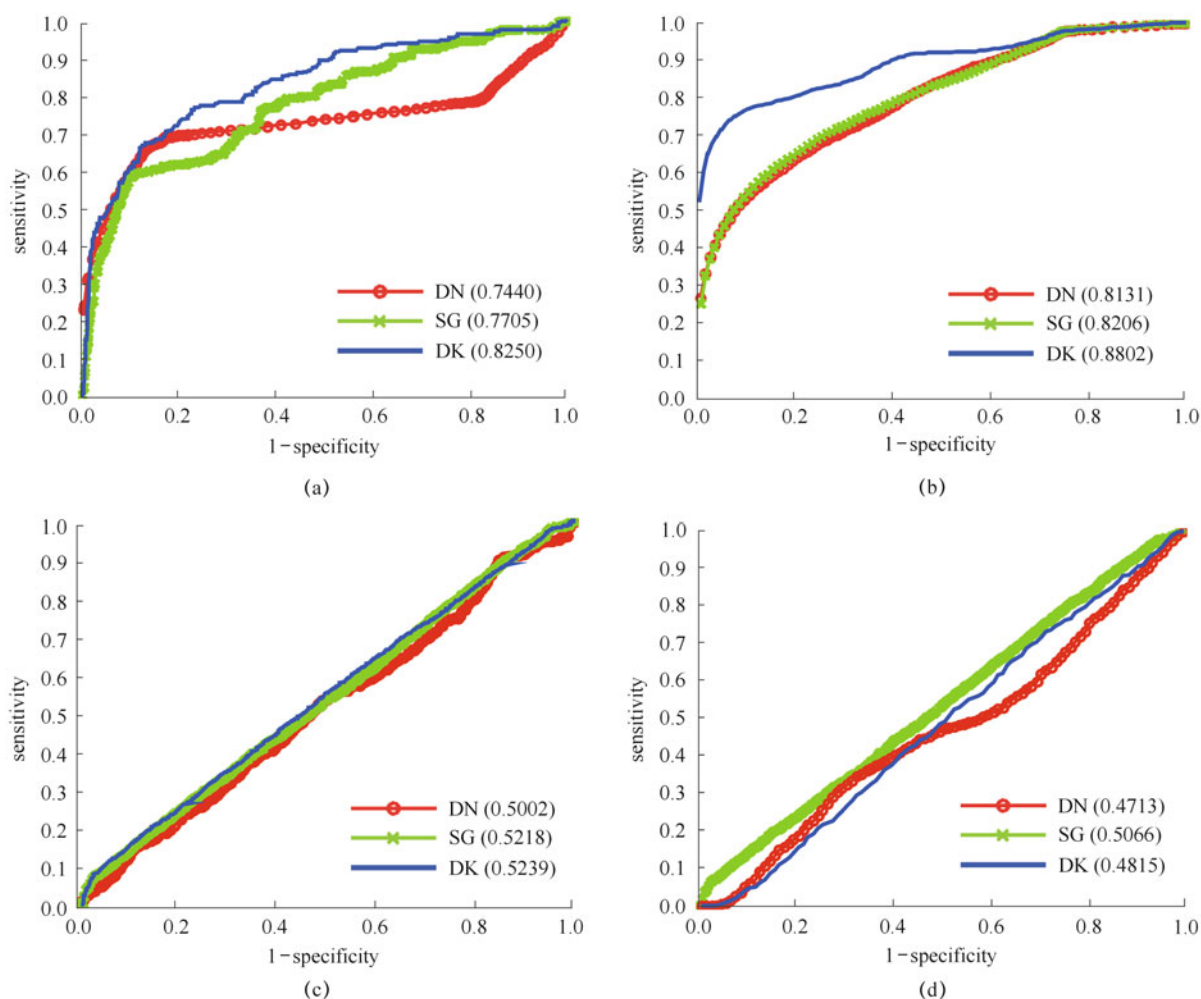 1.0
0.9
0.8
0.7
0.6
0.5
0.4
0.3
0.2
0.1
0.0
sensitivity
DN (0.7440)
SG (0.7705)
DK (0.8250)
0.0 0.2 0.4 0.6 0.8 1.0
1-specificity
(a)
1.0
0.9
0.8
0.7
0.6
0.5
0.4
0.3
0.2
0.1
0.0
sensitivity
DN (0.8131)
SG (0.8206)
DK (0.8802)
0.0 0.2 0.4 0.6 0.8 1.0
1-specificity
(b)
1.0
0.9
0.8
0.7
0.6
0.5
0.4
0.3
0.2
0.1
0.0
sensitivity
DN (0.5002)
SG (0.5218)
DK (0.5239)
0.0 0.2 0.4 0.6 0.8 1.0
1-specificity
(c)
1.0
0.9
0.8
0.7
0.6
0.5
0.4
0.3
0.2
0.1
0.0
sensitivity
DN (0.4713)
SG (0.5066)
DK (0.4815)
0.0 0.2 0.4 0.6 0.8 1.0
1-specificity
(d)